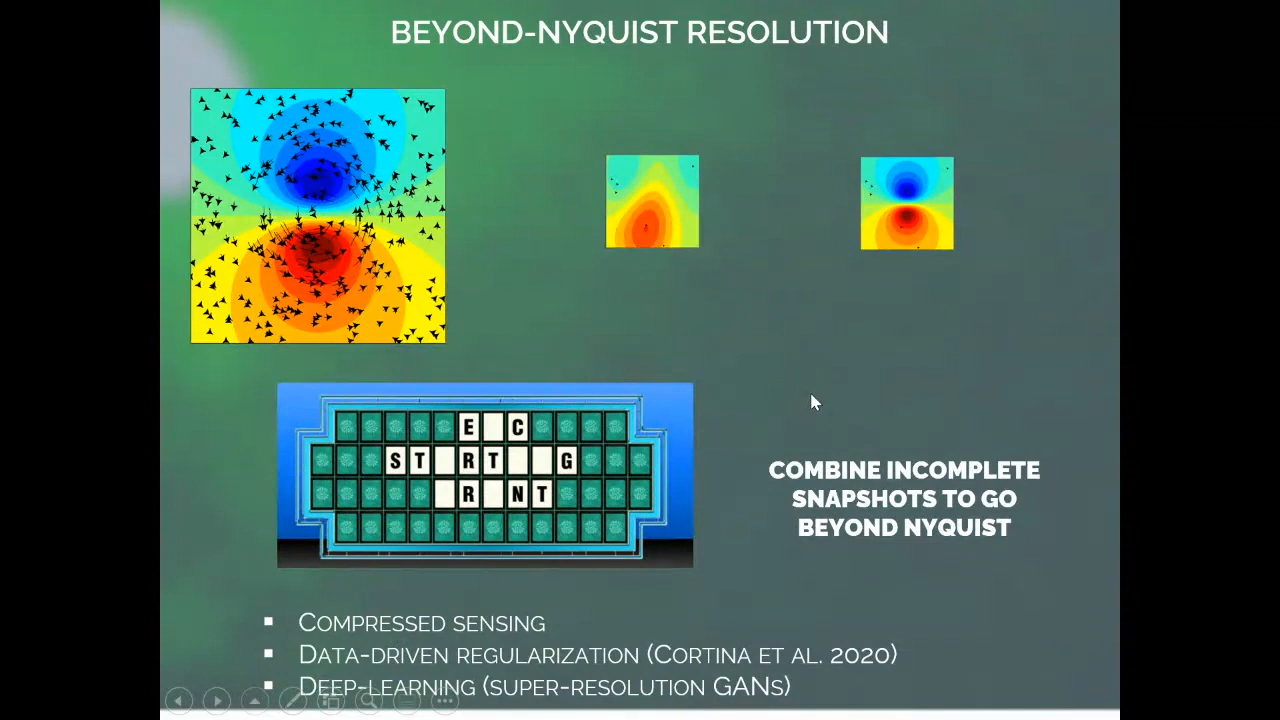 BEYOND-NYQUIST RESOLUTION
E C
ST RT G
R NT
COMBINE INCOMPLETE
SNAPSHOTS TO GO
BEYOND NYQUIST
▪ COMPRESSED SENSING
▪ DATA-DRIVEN REGULARIZATION (CORTINA ET AL. 2020)
▪ DEEP-LEARNING (SUPER-RESOLUTION GANS)